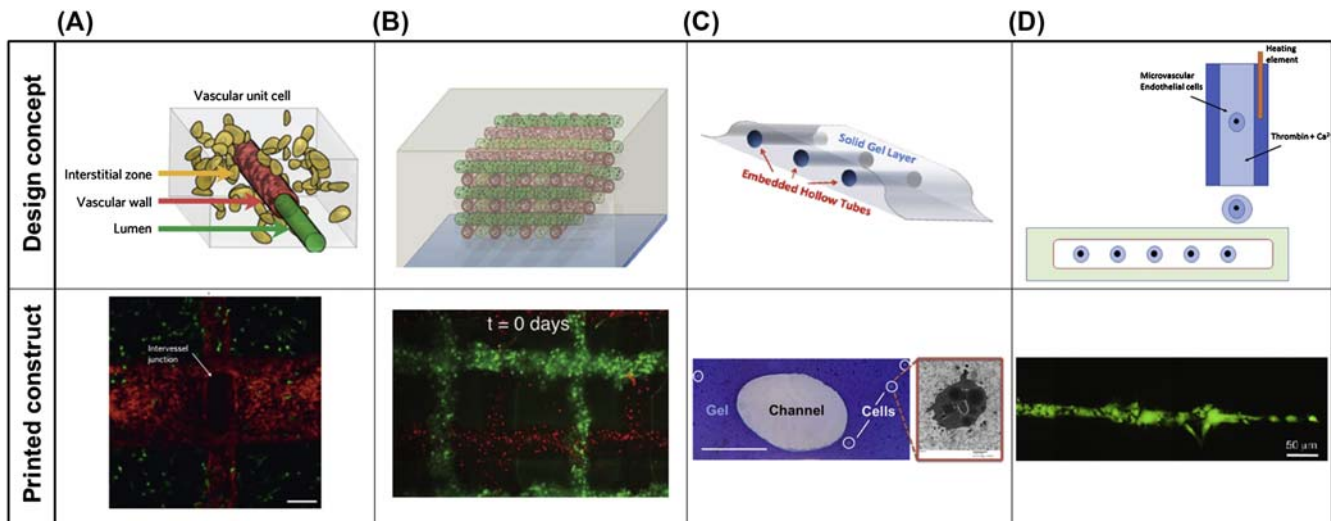 (A)
(B)
(C)
(D)
Design concept
Vascular unit cell
Interstitial zone
Vascular wall
Lumen
Solid Gel Layer
Embedded Hollow Tubes
Heating
element
Microvascular
Endothelial cells
Thrombin + Ca²
Printed construct
Intervessel
junction
t = 0 days
Gel
Channel
Cells
50 μm